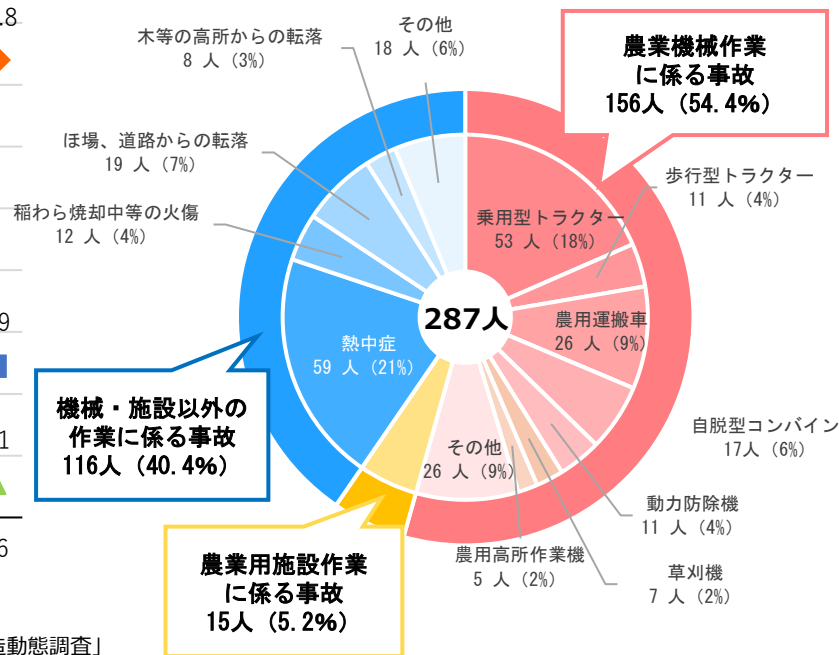 .8
9
1
6
造動態調査」
木等の高所からの転落
8 人（3%）
その他
18 人（6%）
農業機械作業
に係る事故
156人（54.4%）
ほ場、道路からの転落
19 人（7%）
稲わら焼却中等の火傷
12 人（4%）
歩行型トラクター
11 人（4%）
乗用型トラクター
53 人（18%）
287人
農用運搬車
26 人（9%）
熱中症
59 人（21%）
機械・施設以外の
作業に係る事故
116人（40.4%）
自脱型コンバイン
17人（6%）
その他
26 人（9%）
動力防除機
11 人（4%）
農用高所作業機
5 人（2%）
草刈機
7 人（2%）
農業用施設作業
に係る事故
15人（5.2%）